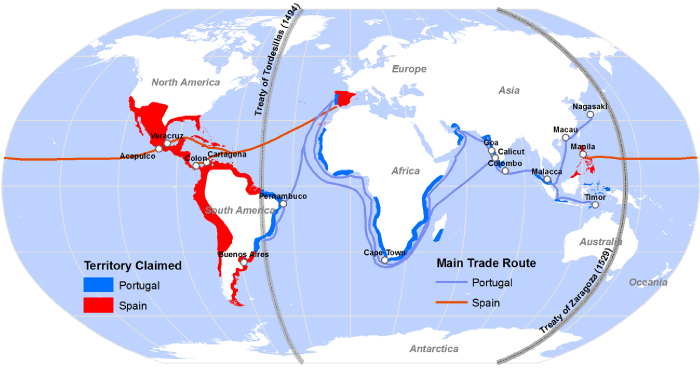 Treaty of Tordesillas (1494)
North America
Europe
Asia
Nagasaki
Veracruz
Macau
Acapulco
Colon
Cartagena
Goa
Calicut
Manila
Colombo
Malacca
Africa
Pernambuco
South America
Timor
Buenos Aires
Cape Town
Australia
Treaty of Zaragoza (1529)
Oceania
Territory Claimed
Portugal
Spain
Main Trade Route
Portugal
Spain
Antarctica